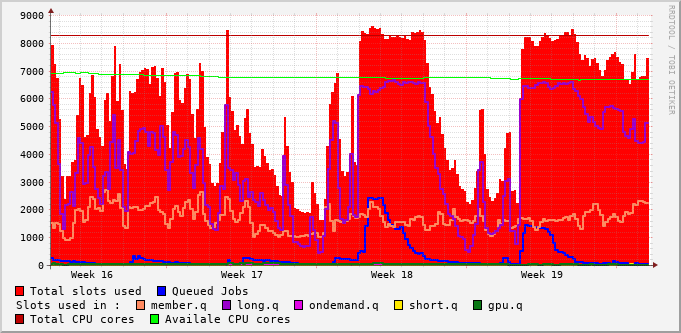 RRDTOOL / TOBI OETIKER
9000
8000
7000
6000
5000
4000
3000
2000
1000
0
Week 16 Week 17 Week 18 Week 19
Total slots used Queued Jobs
Slots used in : member.q long.q ondemand.q short.q gpu.q
Total CPU cores Availale CPU cores